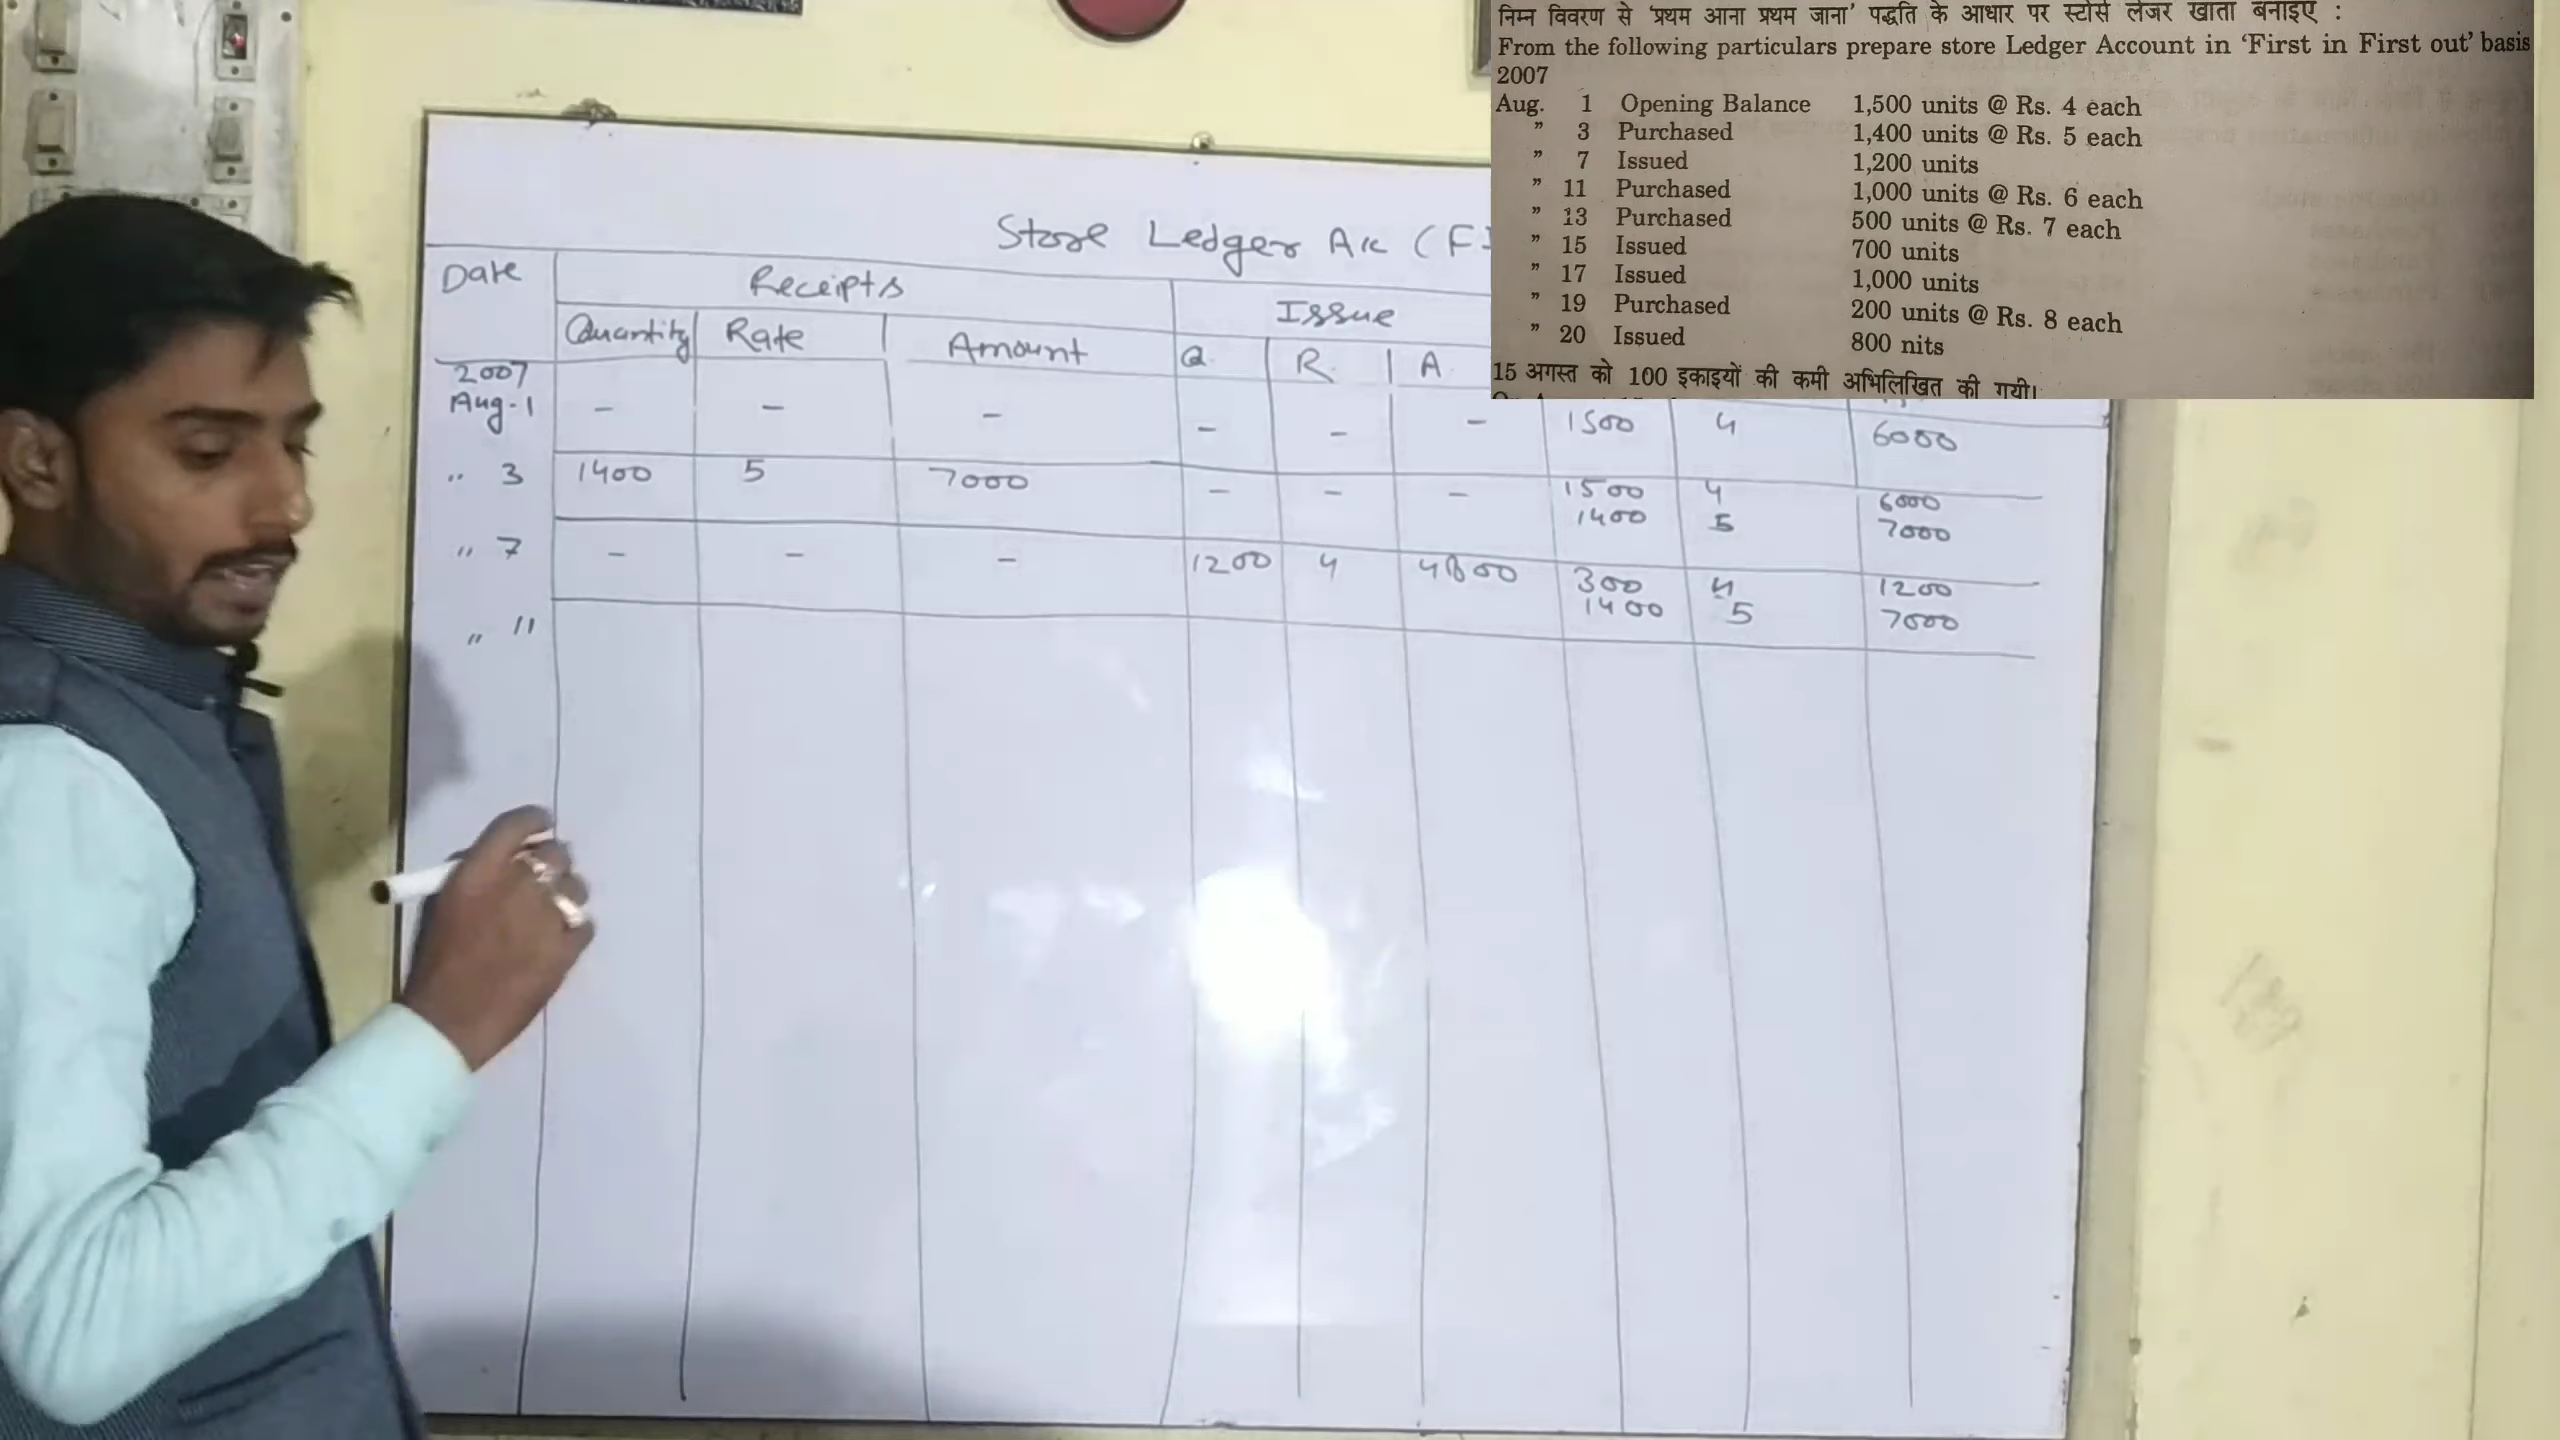 निम्न विवरण से 'प्रथम आना प्रथम जाना' पद्धति के आधार पर स्टोर्स लेजर खाता बनाइए :
From the following particulars prepare store Ledger Account in 'First in First out' basis
2007
Aug. 1 Opening Balance 1,500 units @ Rs. 4 each
" 3 Purchased 1,400 units @ Rs. 5 each
" 7 Issued 1,200 units
" 11 Purchased 1,000 units @ Rs. 6 each
" 13 Purchased 500 units @ Rs. 7 each
" 15 Issued 700 units
" 17 Issued 1,000 units
" 19 Purchased 200 units @ Rs. 8 each
" 20 Issued 800 nits
15 अगस्त को 100 इकाइयों की कमी अभिलिखित की गयी।
Store Ledger A/c (F
Date Receipts Issue
Quantity Rate Amount Q. R. A
2007
Aug-1 - - - - - - 1500 4 6000
" 3 1400 5 7000 - - - 1500 4 6000
1400 5 7000
" 7 - - - 1200 4 4800 300 4 1200
1400 5 7000
" 11